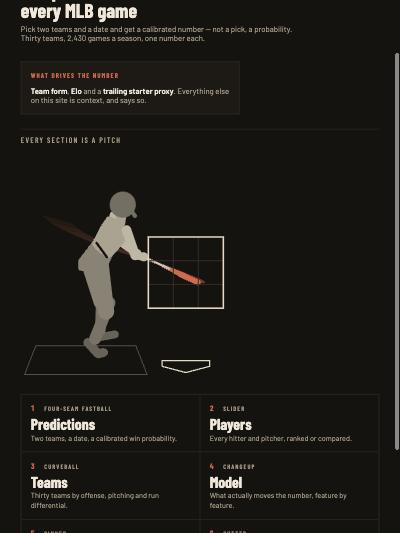 every MLB game
Pick two teams and a date and get a calibrated number — not a pick, a probability.
Thirty teams, 2,430 games a season, one number each.
WHAT DRIVES THE NUMBER
Team form, Elo and a trailing starter proxy. Everything else
on this site is context, and says so.
EVERY SECTION IS A PITCH
1 FOUR-SEAM FASTBALL
Predictions
Two teams, a date, a calibrated win probability.
2 SLIDER
Players
Every hitter and pitcher, ranked or compared.
3 CURVEBALL
Teams
Thirty teams by offense, pitching and run
differential.
4 CHANGEUP
Model
What actually moves the number, feature by
feature.